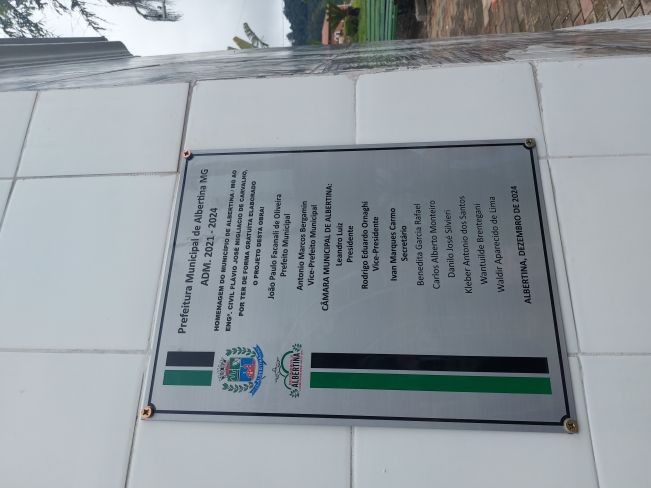 Prefeitura Municipal de Albertina MG
ADM. 2021 - 2024
HOMENAGEM DO MUNICÍPIO DE ALBERTINA / MG AO
ENGº. CIVIL FLÁVIO JOSÉ MIGLIACIO DE CARVALHO,
POR TER DE FORMA GRATUITA ELABORADO
O PROJETO DESTA OBRA!
João Paulo Facanali de Oliveira
Prefeito Municipal
Antonio Marcos Bergamin
Vice-Prefeito Municipal
CÂMARA MUNICIPAL DE ALBERTINA:
Leandro Luiz
Presidente
Rodrigo Eduardo Ornaghi
Vice-Presidente
Ivan Marques Carmo
Secretário
Benedita Garcia Rafael
Carlos Alberto Monteiro
Danilo José Silvieri
Kleber Antonio dos Santos
Wantuilde Brentegani
Waldir Aparecido de Lima
ALBERTINA, DEZEMBRO DE 2024
ALBERTINA